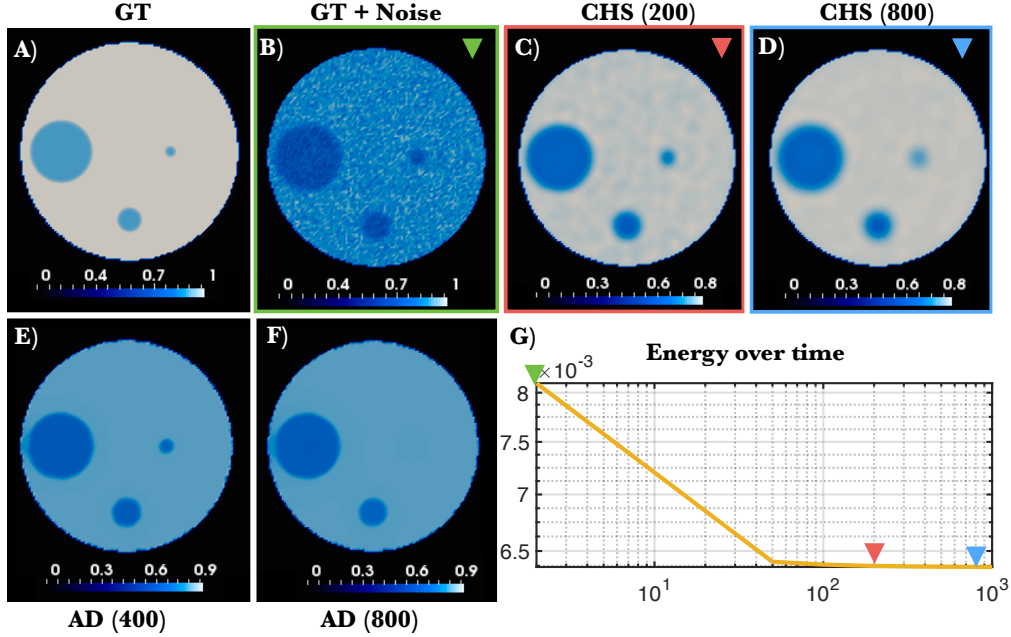 GT
GT + Noise
CHS (200)
CHS (800)
A)
B)
C)
D)
0 0.4 0.7 1
0 0.4 0.7 1
0 0.3 0.6 0.8
0 0.3 0.6 0.8
E)
F)
G)
Energy over time
×10⁻³
8
7.5
7
6.5
10¹ 10² 10³
0 0.3 0.6 0.9
0 0.3 0.6 0.9
AD (400)
AD (800)